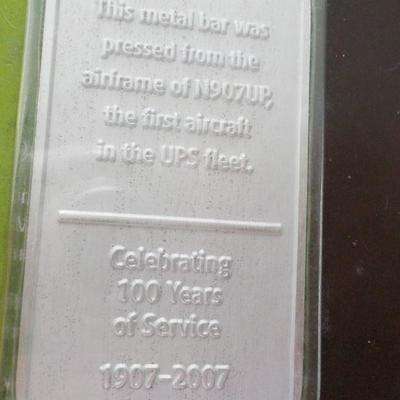 This metal bar was
pressed from the
airframe of N907UP,
the first aircraft
in the UPS fleet.
Celebrating
100 Years
of Service
1907-2007